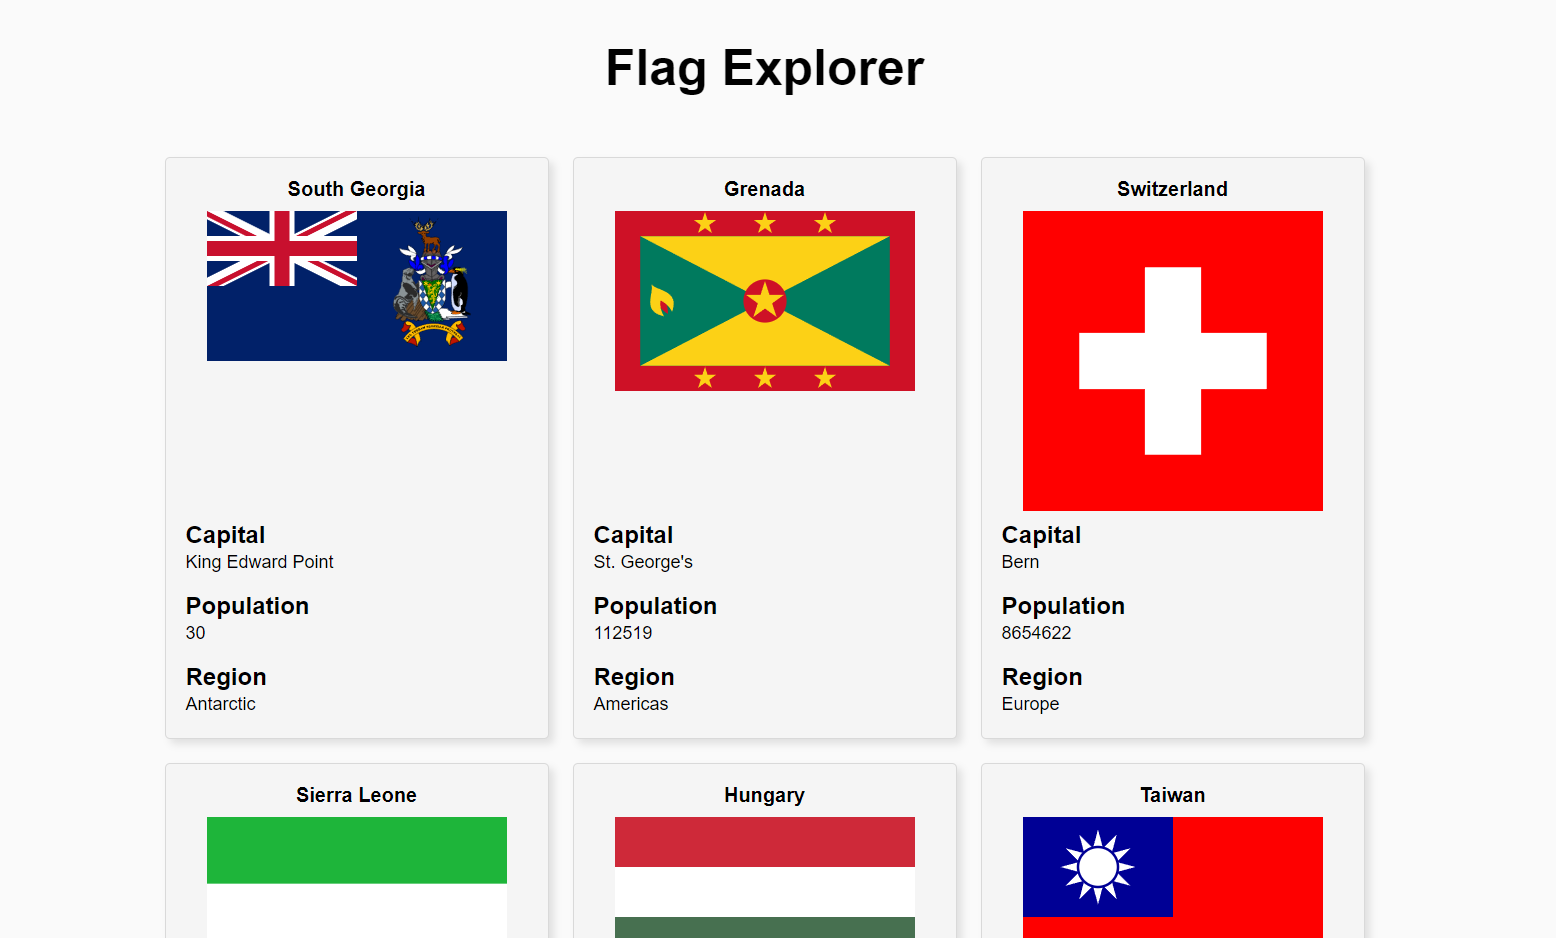 Flag Explorer
South Georgia
Capital
King Edward Point
Population
30
Region
Antarctic
Grenada
Capital
St. George's
Population
112519
Region
Americas
Switzerland
Capital
Bern
Population
8654622
Region
Europe
Sierra Leone
Hungary
Taiwan